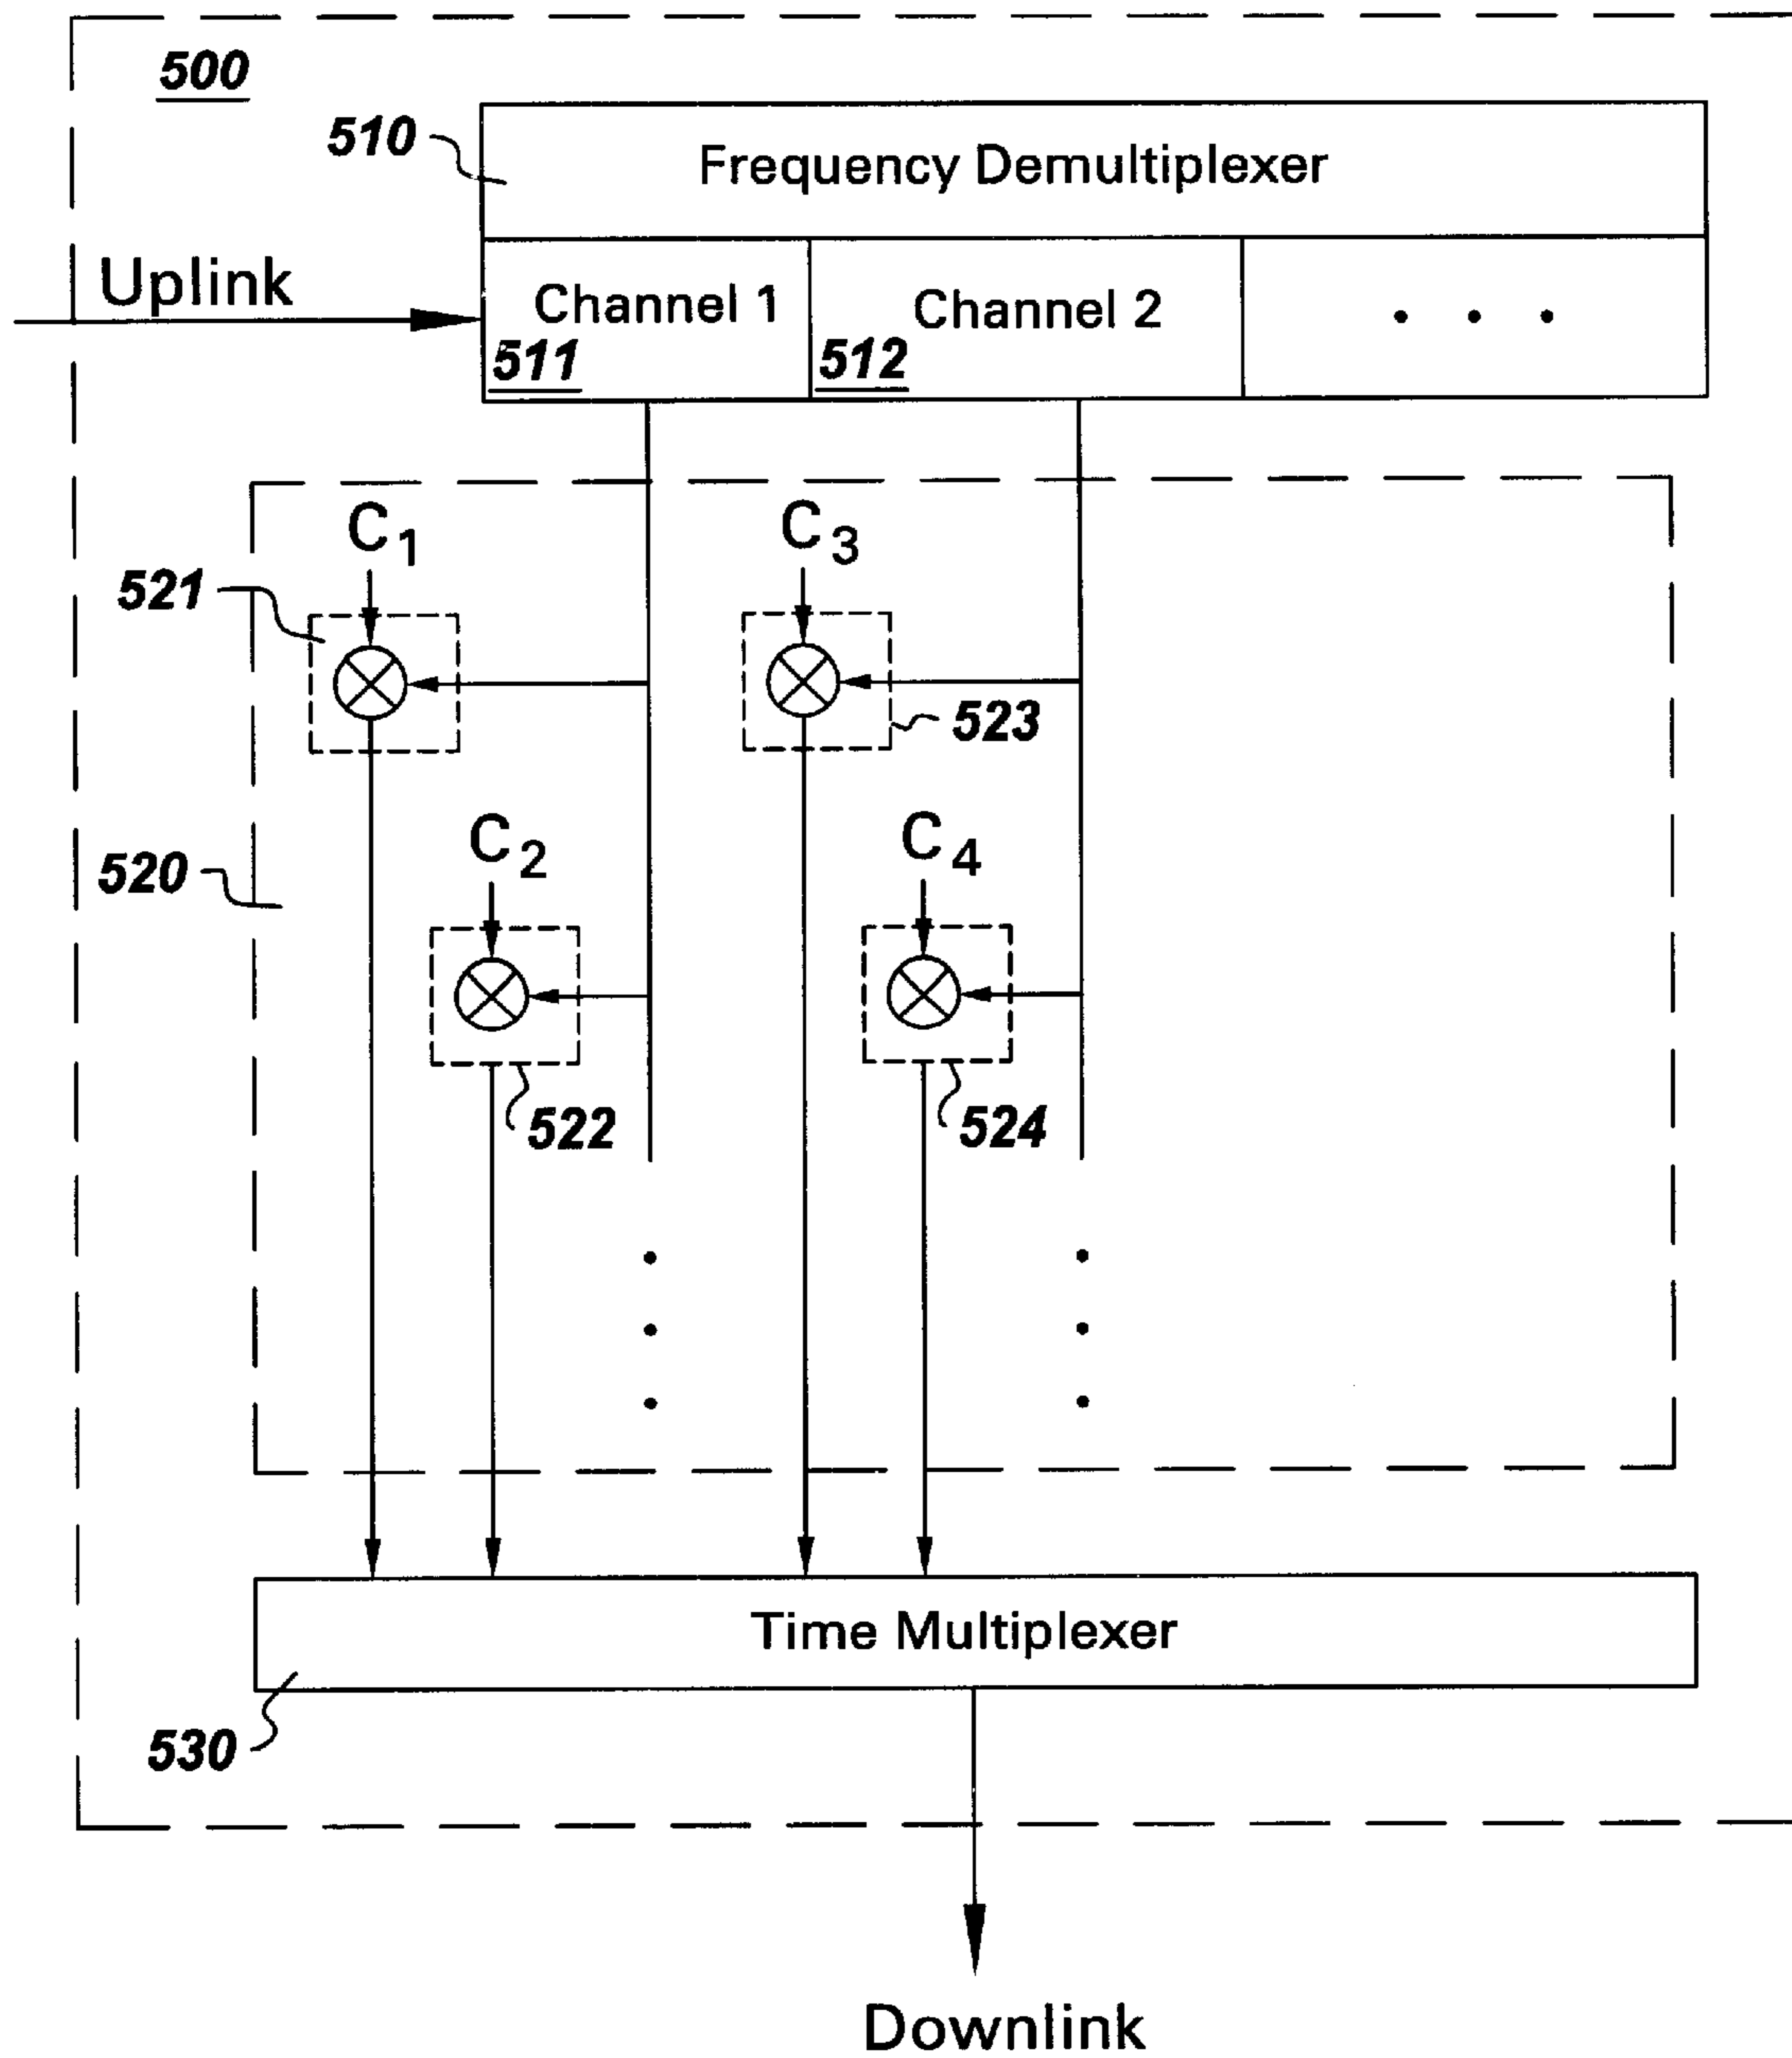 500
510
Frequency Demultiplexer
Uplink
Channel 1
Channel 2
. . .
511
512
C1
C3
521
523
C2
C4
520
522
524
Time Multiplexer
530
Downlink